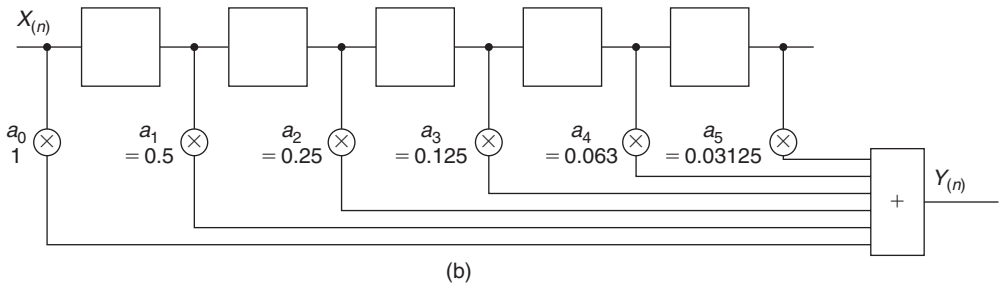 X(n)
a0
1
a1
= 0.5
a2
= 0.25
a3
= 0.125
a4
= 0.063
a5
= 0.03125
+
Y(n)
(b)